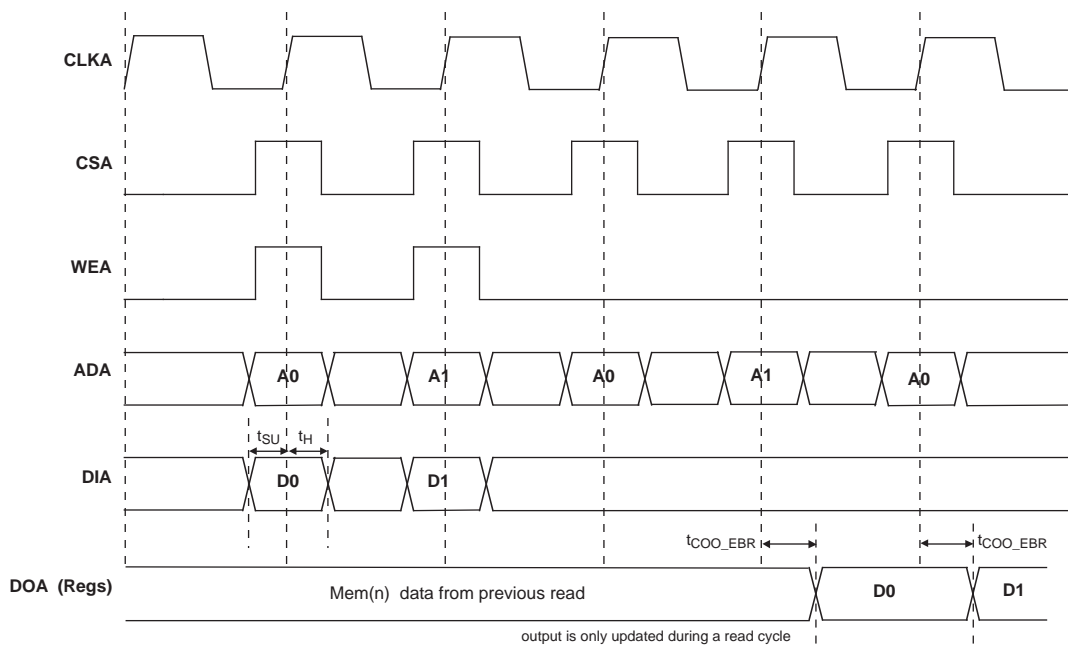 CLKA
CSA
WEA
ADA
A0
A1
A0
A1
A0
tSU
tH
DIA
D0
D1
tCOO_EBR
tCOO_EBR
DOA (Regs)
Mem(n) data from previous read
D0
D1
output is only updated during a read cycle